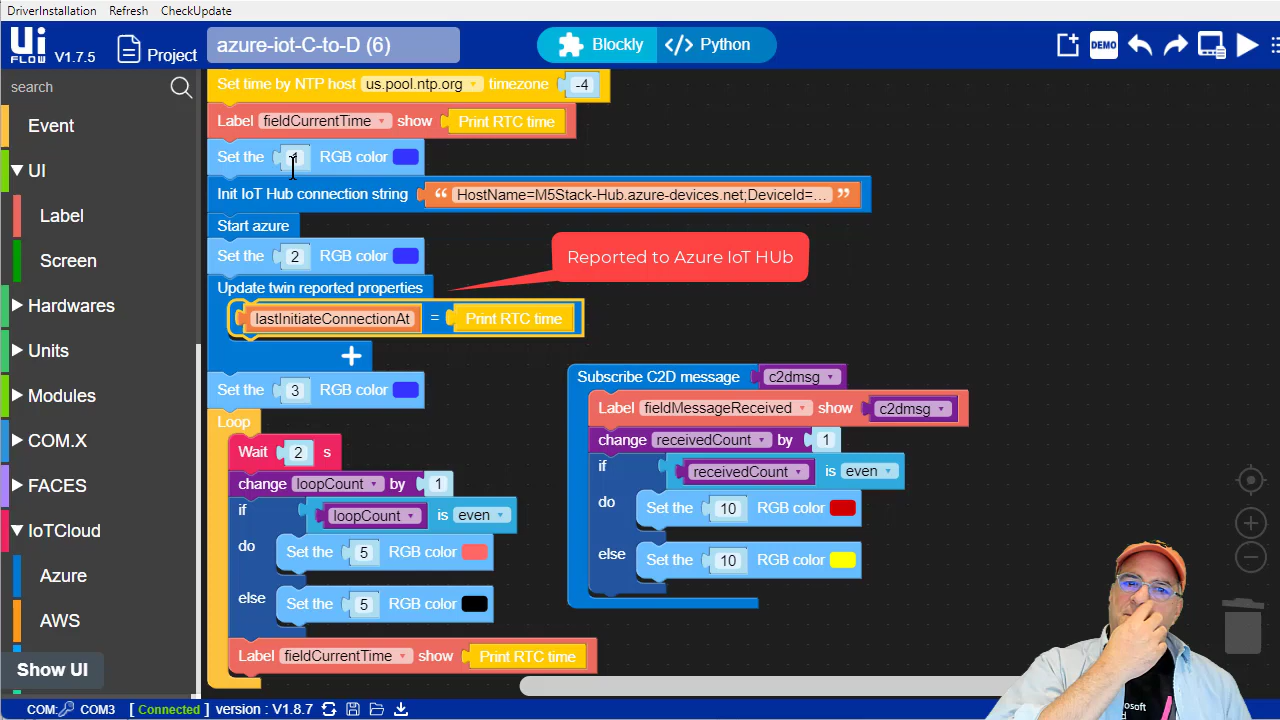 DriverInstallation Refresh CheckUpdate
Ui FLOW V1.7.5 Project azure-iot-C-to-D (6) Blockly </> Python DEMO
search
Event
UI
Label
Screen
Hardwares
Units
Modules
COM.X
FACES
IoTCloud
Azure
AWS
Show UI
Set time by NTP host us.pool.ntp.org timezone -4
Label fieldCurrentTime show Print RTC time
Set the 1 RGB color
Init IoT Hub connection string “ HostName=M5Stack-Hub.azure-devices.net;DeviceId=... ”
Start azure
Set the 2 RGB color
Reported to Azure IoT HUb
Update twin reported properties
lastInitiateConnectionAt = Print RTC time
+
Set the 3 RGB color
Loop
Wait 2 s
change loopCount by 1
if loopCount is even
do Set the 5 RGB color
else Set the 5 RGB color
Label fieldCurrentTime show Print RTC time
Subscribe C2D message c2dmsg
Label fieldMessageReceived show c2dmsg
change receivedCount by 1
if receivedCount is even
do Set the 10 RGB color
else Set the 10 RGB color
COM: COM3 [ Connected ] version : V1.8.7